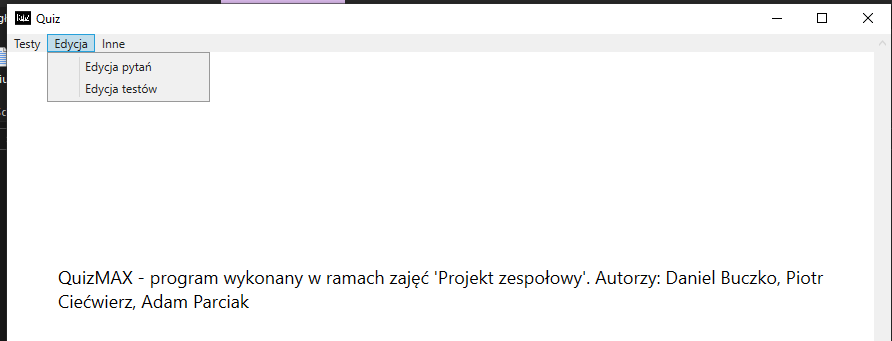 Quiz
Testy Edycja Inne
Edycja pytań
Edycja testów
QuizMAX - program wykonany w ramach zajęć 'Projekt zespołowy'. Autorzy: Daniel Buczko, Piotr
Ciećwierz, Adam Parciak